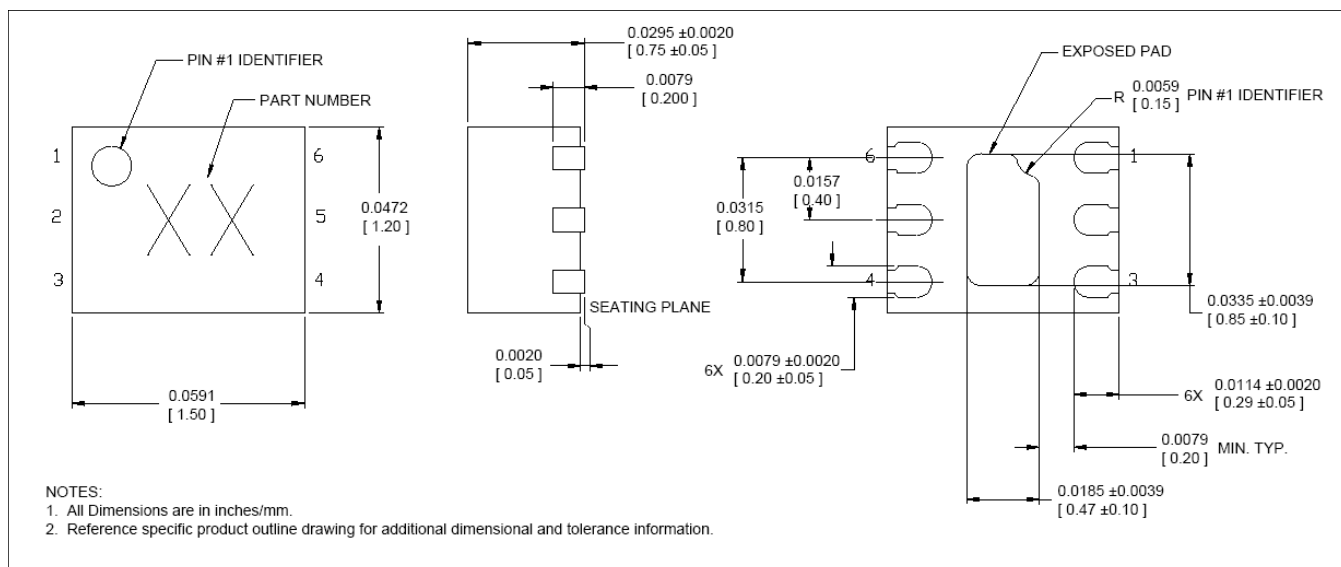 PIN #1 IDENTIFIER
PART NUMBER
1
2
3
6
5
4
0.0472
[ 1.20 ]
0.0591
[ 1.50 ]
0.0295 ±0.0020
[ 0.75 ±0.05 ]
0.0079
[ 0.200 ]
SEATING PLANE
0.0020
[ 0.05 ]
EXPOSED PAD
R 0.0059
[ 0.15 ]
PIN #1 IDENTIFIER
6
4
1
3
0.0157
[ 0.40 ]
0.0315
[ 0.80 ]
6X 0.0079 ±0.0020
[ 0.20 ±0.05 ]
0.0335 ±0.0039
[ 0.85 ±0.10 ]
6X 0.0114 ±0.0020
[ 0.29 ±0.05 ]
0.0079
[ 0.20 ]
MIN. TYP.
0.0185 ±0.0039
[ 0.47 ±0.10 ]
XX
NOTES:
1. All Dimensions are in inches/mm.
2. Reference specific product outline drawing for additional dimensional and tolerance information.